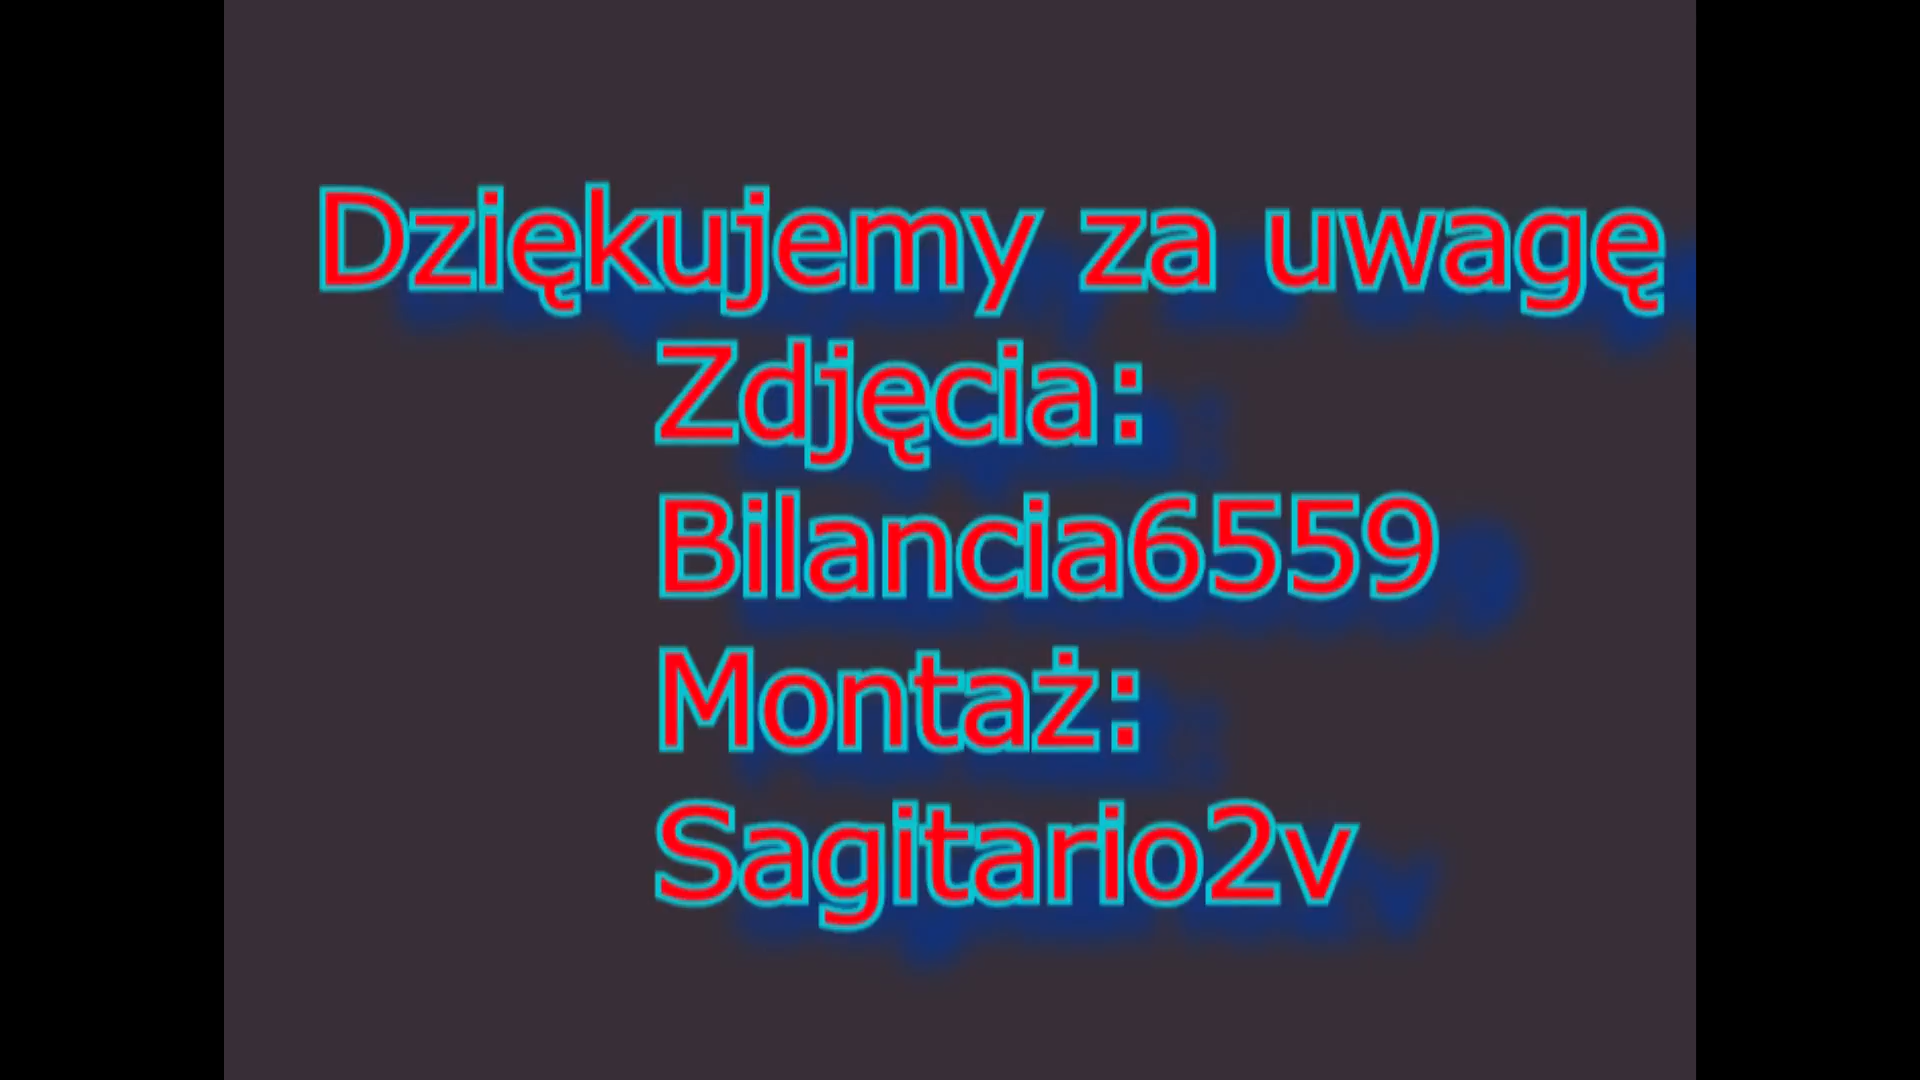 Dziękujemy za uwagę
Zdjęcia:
Bilancia6559
Montaż:
Sagitario2v